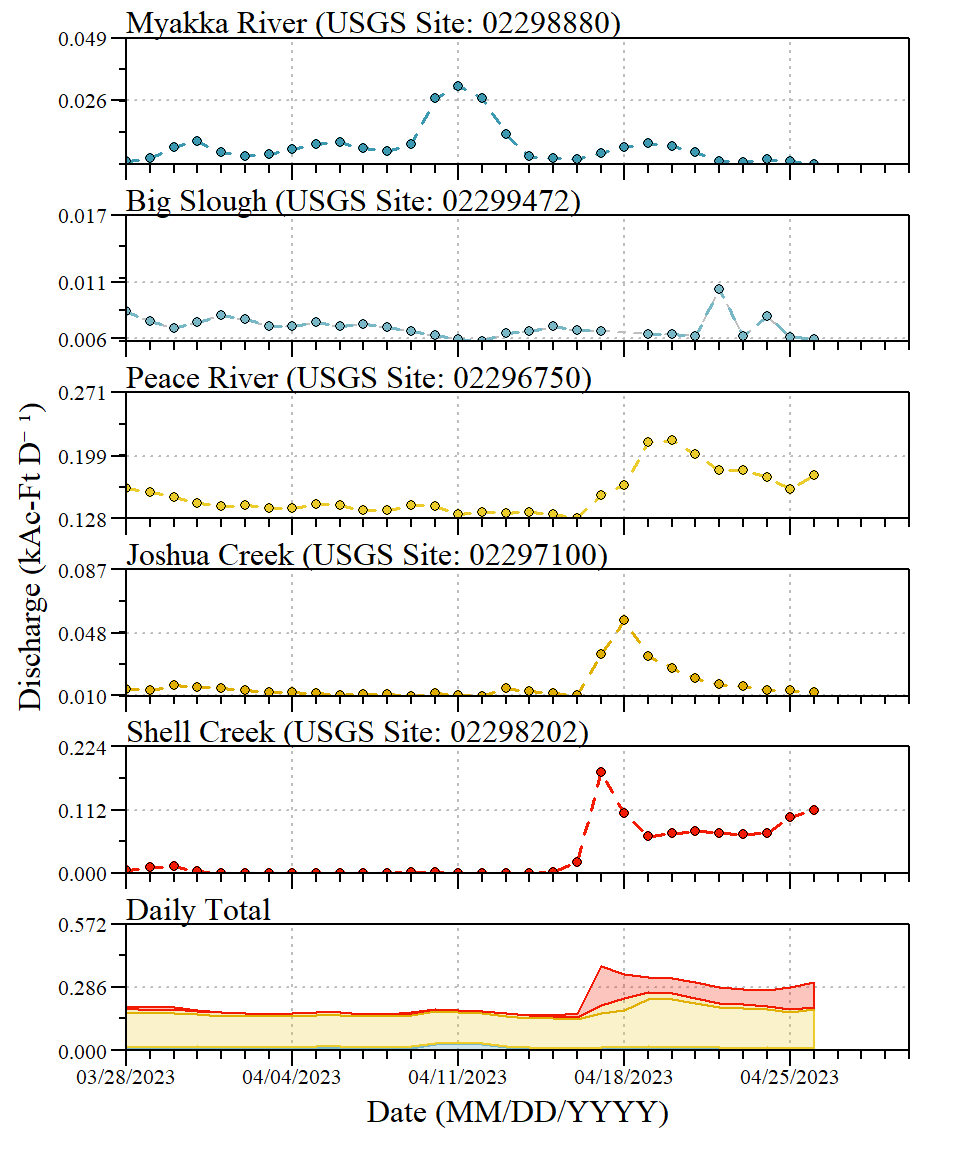 Myakka River (USGS Site: 02298880)
0.049
0.026
Big Slough (USGS Site: 02299472)
0.017
0.011
0.006
Peace River (USGS Site: 02296750)
0.271
0.199
0.128
Joshua Creek (USGS Site: 02297100)
0.087
0.048
0.010
Shell Creek (USGS Site: 02298202)
0.224
0.112
0.000
Daily Total
0.572
0.286
0.000
03/28/2023 04/04/2023 04/11/2023 04/18/2023 04/25/2023
Date (MM/DD/YYYY)
Discharge (kAc-Ft D⁻¹)